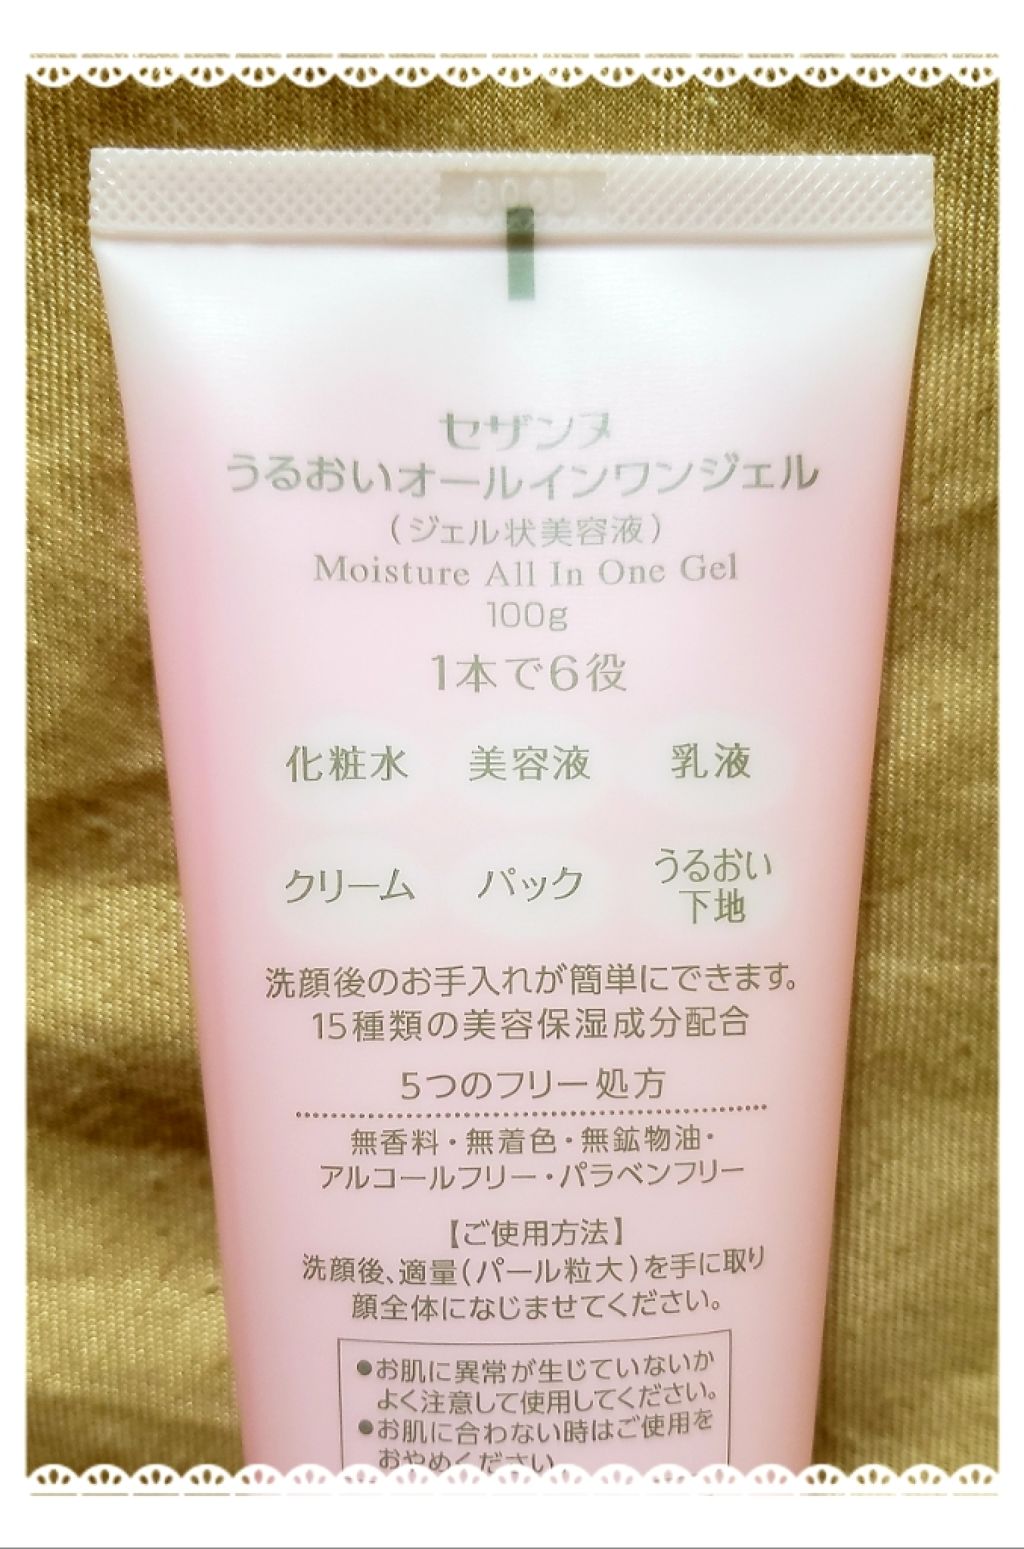 セザンヌ
うるおいオールインワンジェル
（ジェル状美容液）
Moisture All In One Gel
100g
1本で6役
化粧水 美容液 乳液
クリーム パック うるおい
下地
洗顔後のお手入れが簡単にできます。
15種類の美容保湿成分配合
5つのフリー処方
無香料・無着色・無鉱物油・
アルコールフリー・パラベンフリー
【ご使用方法】
洗顔後、適量(パール粒大)を手に取り
顔全体になじませてください。
●お肌に異常が生じていないか
よく注意して使用してください。
●お肌に合わない時はご使用を
おやめください。